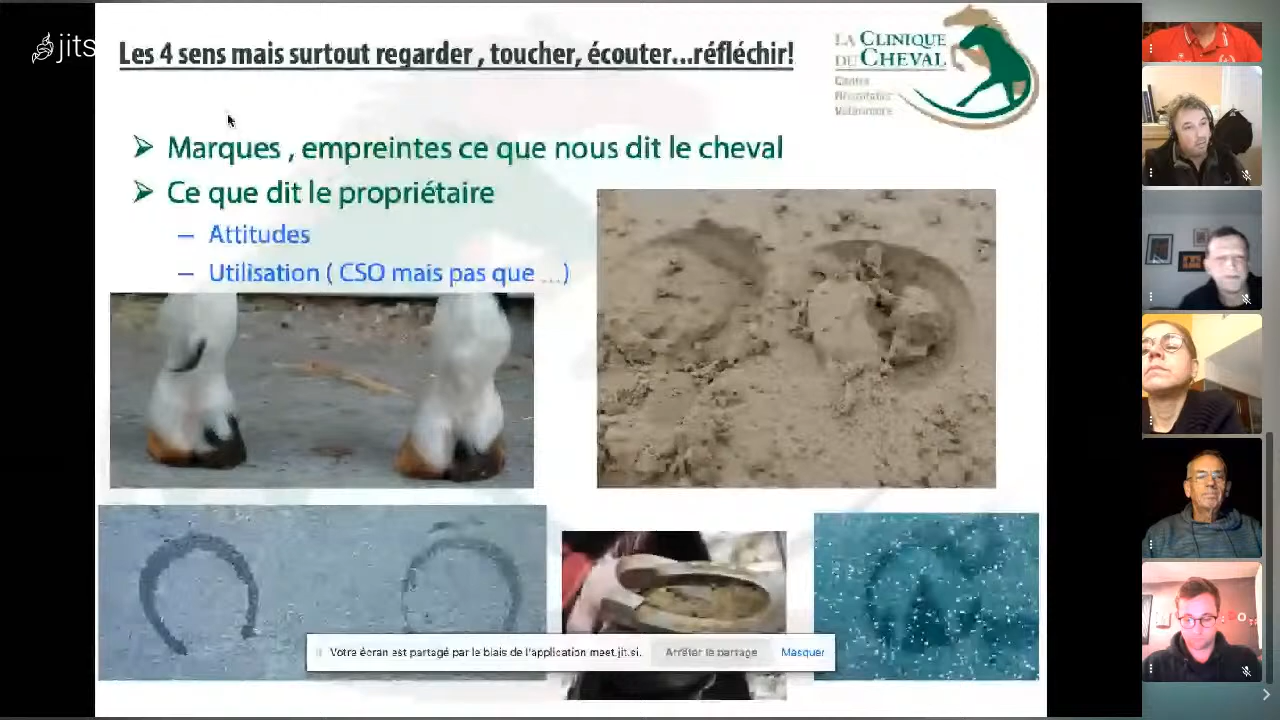 jits
Les 4 sens mais surtout regarder , toucher, écouter...réfléchir!
LA CLINIQUE
DU CHEVAL
Centre
Hospitalier
Vétérinaire
Marques , empreintes ce que nous dit le cheval
Ce que dit le propriétaire
– Attitudes
– Utilisation ( CSO mais pas que ...)
Votre écran est partagé par le biais de l'application meet.jit.si.
Arrêter le partage
Masquer